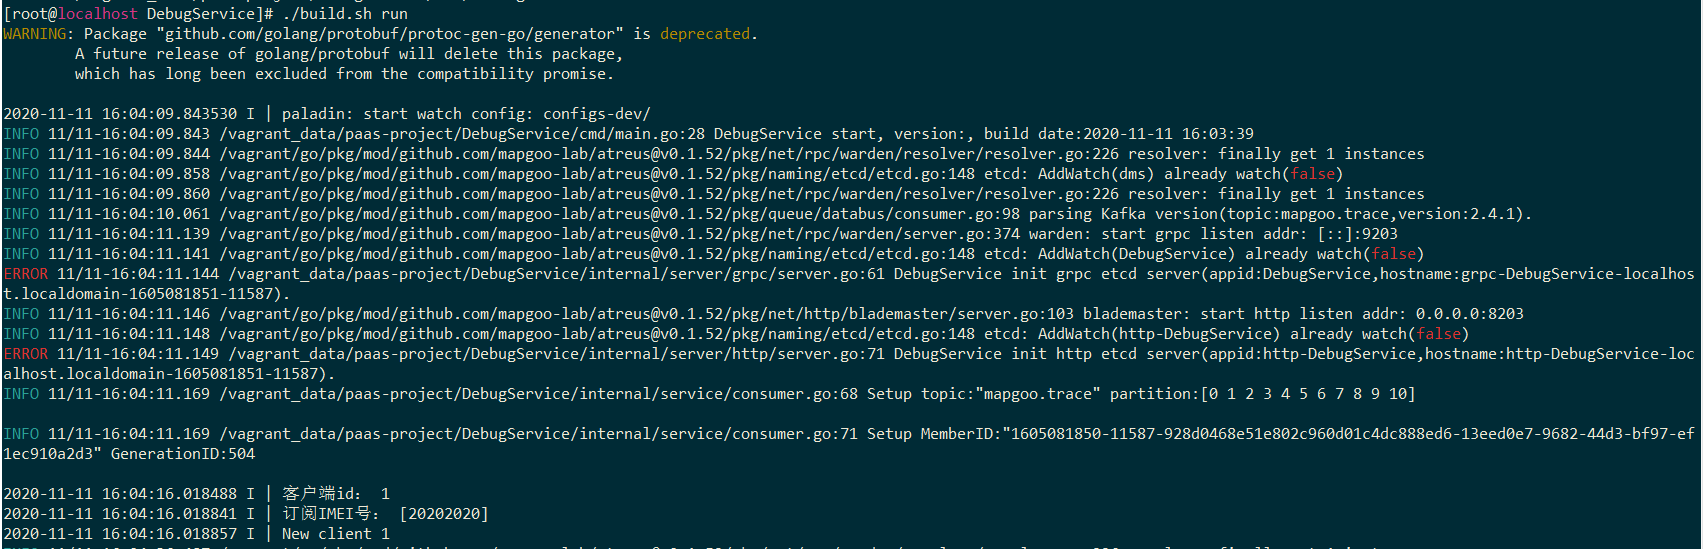 [root@localhost DebugService]# ./build.sh run
WARNING: Package "github.com/golang/protobuf/protoc-gen-go/generator" is deprecated.
A future release of golang/protobuf will delete this package,
which has long been excluded from the compatibility promise.
2020-11-11 16:04:09.843530 I | paladin: start watch config: configs-dev/
INFO 11/11-16:04:09.843 /vagrant_data/paas-project/DebugService/cmd/main.go:28 DebugService start, version:, build date:2020-11-11 16:03:39
INFO 11/11-16:04:09.844 /vagrant/go/pkg/mod/github.com/mapgoo-lab/atreus@v0.1.52/pkg/net/rpc/warden/resolver/resolver.go:226 resolver: finally get 1 instances
INFO 11/11-16:04:09.858 /vagrant/go/pkg/mod/github.com/mapgoo-lab/atreus@v0.1.52/pkg/naming/etcd/etcd.go:148 etcd: AddWatch(dms) already watch(false)
INFO 11/11-16:04:09.860 /vagrant/go/pkg/mod/github.com/mapgoo-lab/atreus@v0.1.52/pkg/net/rpc/warden/resolver/resolver.go:226 resolver: finally get 1 instances
INFO 11/11-16:04:10.061 /vagrant/go/pkg/mod/github.com/mapgoo-lab/atreus@v0.1.52/pkg/queue/databus/consumer.go:98 parsing Kafka version(topic:mapgoo.trace,version:2.4.1).
INFO 11/11-16:04:11.139 /vagrant/go/pkg/mod/github.com/mapgoo-lab/atreus@v0.1.52/pkg/net/rpc/warden/server.go:374 warden: start grpc listen addr: [::]:9203
INFO 11/11-16:04:11.141 /vagrant/go/pkg/mod/github.com/mapgoo-lab/atreus@v0.1.52/pkg/naming/etcd/etcd.go:148 etcd: AddWatch(DebugService) already watch(false)
ERROR 11/11-16:04:11.144 /vagrant_data/paas-project/DebugService/internal/server/grpc/server.go:61 DebugService init grpc etcd server(appid:DebugService,hostname:grpc-DebugService-localhos
t.localdomain-1605081851-11587).
INFO 11/11-16:04:11.146 /vagrant/go/pkg/mod/github.com/mapgoo-lab/atreus@v0.1.52/pkg/net/http/blademaster/server.go:103 blademaster: start http listen addr: 0.0.0.0:8203
INFO 11/11-16:04:11.148 /vagrant/go/pkg/mod/github.com/mapgoo-lab/atreus@v0.1.52/pkg/naming/etcd/etcd.go:148 etcd: AddWatch(http-DebugService) already watch(false)
ERROR 11/11-16:04:11.149 /vagrant_data/paas-project/DebugService/internal/server/http/server.go:71 DebugService init http etcd server(appid:http-DebugService,hostname:http-DebugService-loc
alhost.localdomain-1605081851-11587).
INFO 11/11-16:04:11.169 /vagrant_data/paas-project/DebugService/internal/service/consumer.go:68 Setup topic:"mapgoo.trace" partition:[0 1 2 3 4 5 6 7 8 9 10]
INFO 11/11-16:04:11.169 /vagrant_data/paas-project/DebugService/internal/service/consumer.go:71 Setup MemberID:"1605081850-11587-928d0468e51e802c960d01c4dc888ed6-13eed0e7-9682-44d3-bf97-ef
1ec910a2d3" GenerationID:504
2020-11-11 16:04:16.018488 I | 客户端id： 1
2020-11-11 16:04:16.018841 I | 订阅IMEI号： [20202020]
2020-11-11 16:04:16.018857 I | New client 1